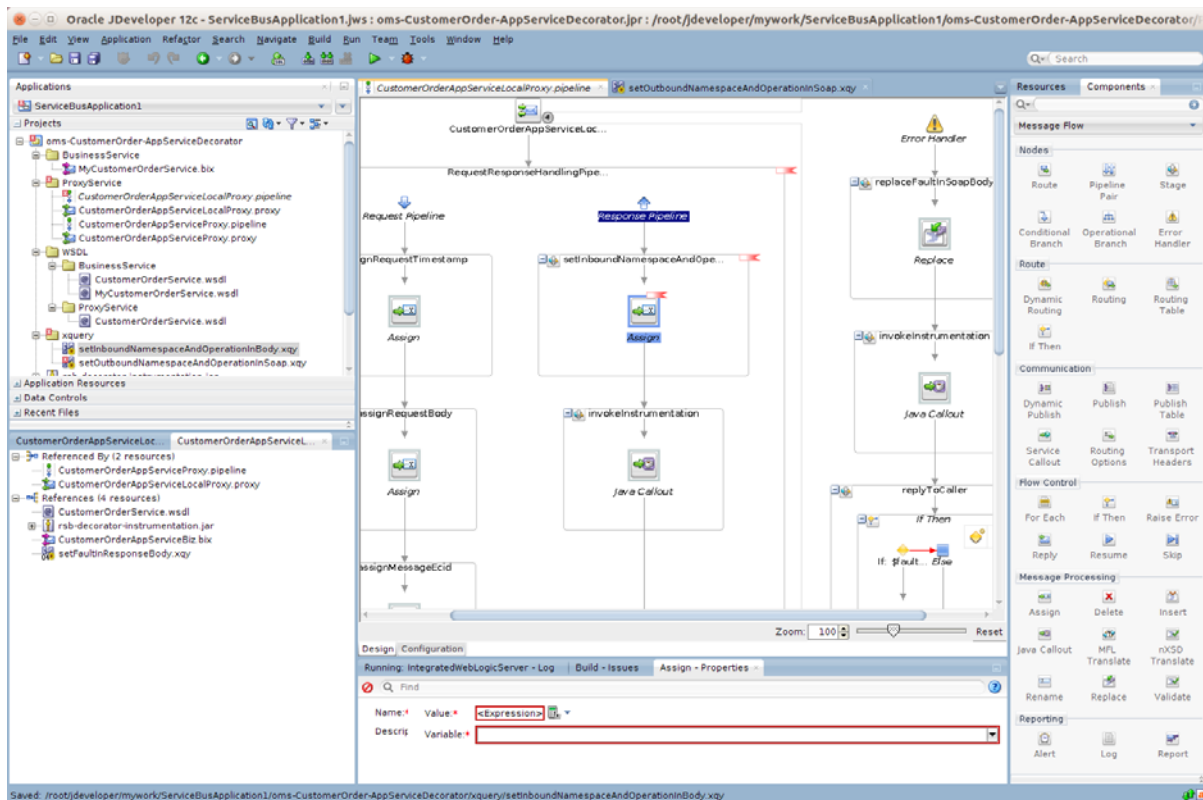 Oracle JDeveloper 12c - ServiceBusApplication1.jws : oms-CustomerOrder-AppServiceDecorator.jpr : /root/jdeveloper/mywork/ServiceBusApplication1/oms-CustomerOrder-AppServiceDecorator/
File Edit View Application Refactor Search Navigate Build Run Team Tools Window Help
Search
Applications
ServiceBusApplication1
Projects
oms-CustomerOrder-AppServiceDecorator
BusinessService
MyCustomerOrderService.bix
ProxyService
CustomerOrderAppServiceLocalProxy.pipeline
CustomerOrderAppServiceLocalProxy.proxy
CustomerOrderAppServiceProxy.pipeline
CustomerOrderAppServiceProxy.proxy
WSDL
BusinessService
CustomerOrderService.wsdl
MyCustomerOrderService.wsdl
ProxyService
CustomerOrderService.wsdl
xquery
setInboundNamespaceAndOperationInBody.xqy
setOutboundNamespaceAndOperationInSoap.xqy
Application Resources
Data Controls
Recent Files
CustomerOrderAppServiceLoc... CustomerOrderAppServiceL...
Referenced By (2 resources)
CustomerOrderAppServiceProxy.pipeline
CustomerOrderAppServiceLocalProxy.proxy
References (4 resources)
CustomerOrderService.wsdl
rsb-decorator-instrumentation.jar
CustomerOrderAppServiceBiz.bix
setFaultInResponseBody.xqy
CustomerOrderAppServiceLocalProxy.pipeline setOutboundNamespaceAndOperationInSoap.xqy
CustomerOrderAppServiceLoc...
Error Handler
RequestResponseHandlingPipe...
replaceFaultInSoapBody
Request Pipeline Response Pipeline
Replace
gnRequestTimestamp setInboundNamespaceAndOpe...
Assign Assign
invokeInstrumentation
Java Callout
assignRequestBody invokeInstrumentation
Assign Java Callout
replyToCaller
If Then
If: $fault... Else
assignMessageEcid
Zoom: 100 Reset
Design Configuration
Running: IntegratedWebLogicServer - Log Build - Issues Assign - Properties
Find
Name:* Value:* <Expression>
Descrip Variable:*
Resources Components
Message Flow
Nodes
Route Pipeline Pair Stage
Conditional Branch Operational Branch Error Handler
Route
Dynamic Routing Routing Routing Table
If Then
Communication
Dynamic Publish Publish Publish Table
Service Callout Routing Options Transport Headers
Flow Control
For Each If Then Raise Error
Reply Resume Skip
Message Processing
Assign Delete Insert
Java Callout MFL Translate nXSD Translate
Rename Replace Validate
Reporting
Alert Log Report
Saved: /root/jdeveloper/mywork/ServiceBusApplication1/oms-CustomerOrder-AppServiceDecorator/xquery/setInboundNamespaceAndOperationInBody.xqy